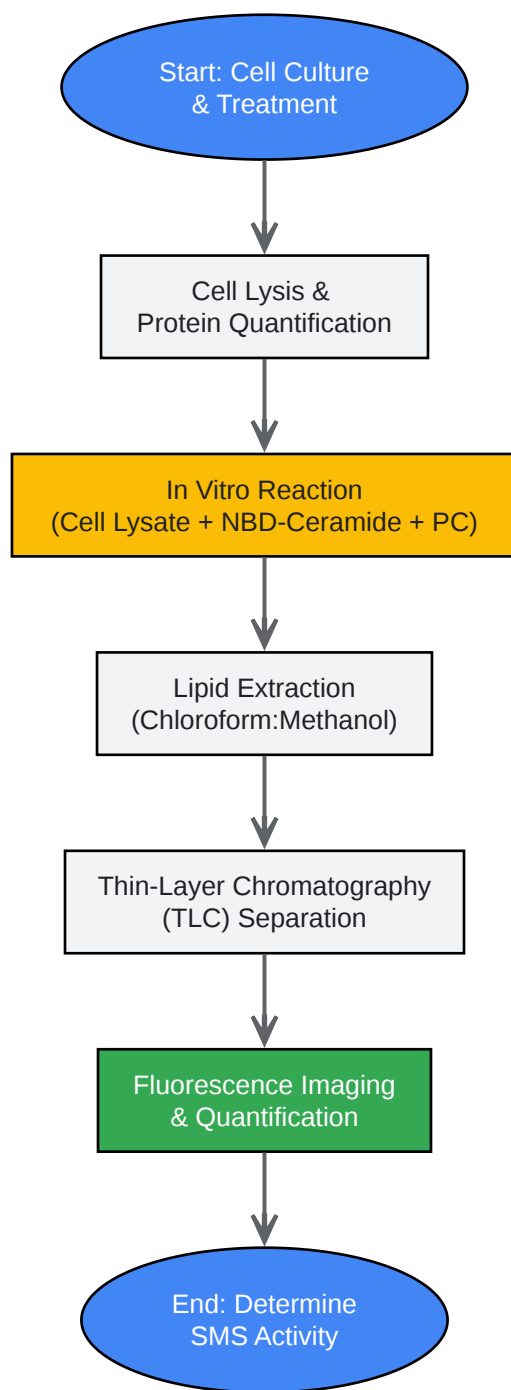 Start: Cell Culture
& Treatment
Cell Lysis &
Protein Quantification
In Vitro Reaction
(Cell Lysate + NBD-Ceramide + PC)
Lipid Extraction
(Chloroform:Methanol)
Thin-Layer Chromatography
(TLC) Separation
Fluorescence Imaging
& Quantification
End: Determine
SMS Activity